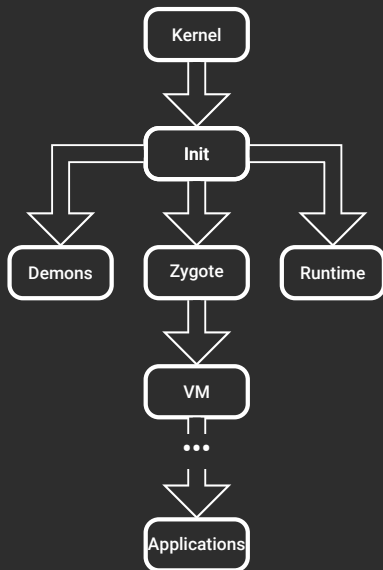 Kernel
Init
Demons
Zygote
Runtime
VM
...
Applications